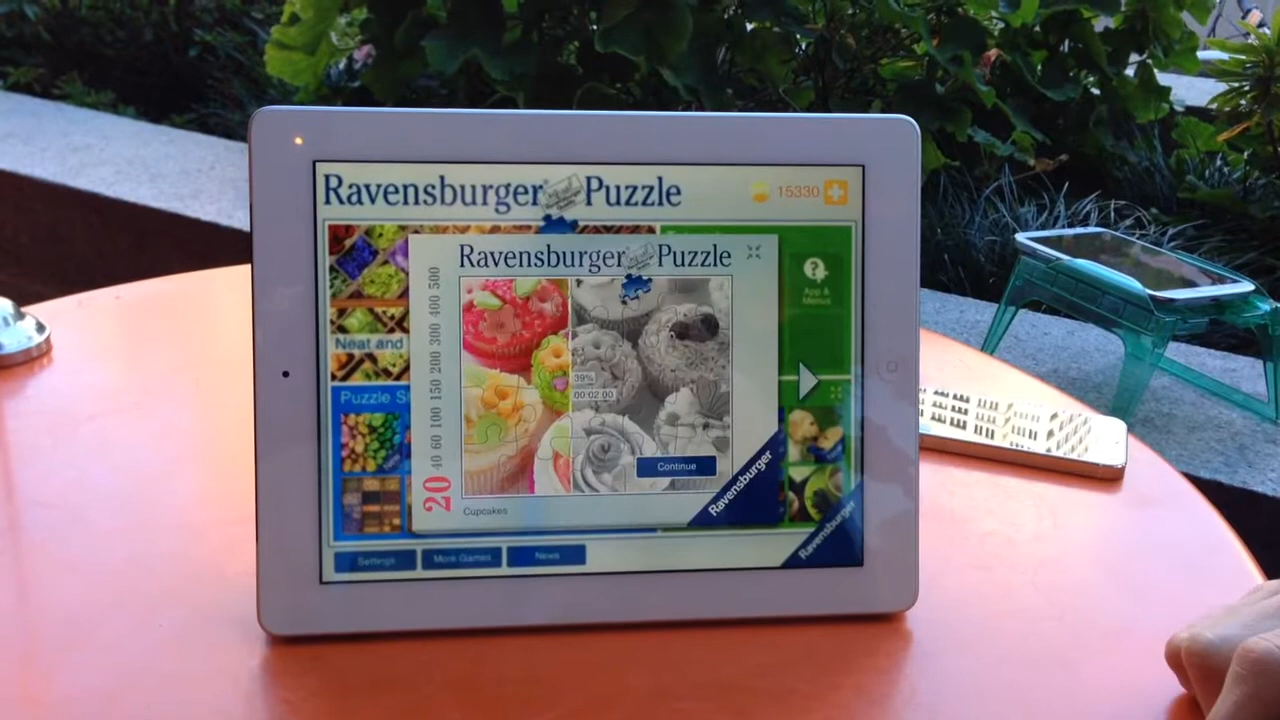 Ravensburger Puzzle
15330
Ravensburger Puzzle
500
400
300
200
150
100
60
40
20
App &
Menus
Neat and
Puzzle
39%
00:02:00
Continue
Cupcakes
Ravensburger
Ravensburger
Settings
More Games
News